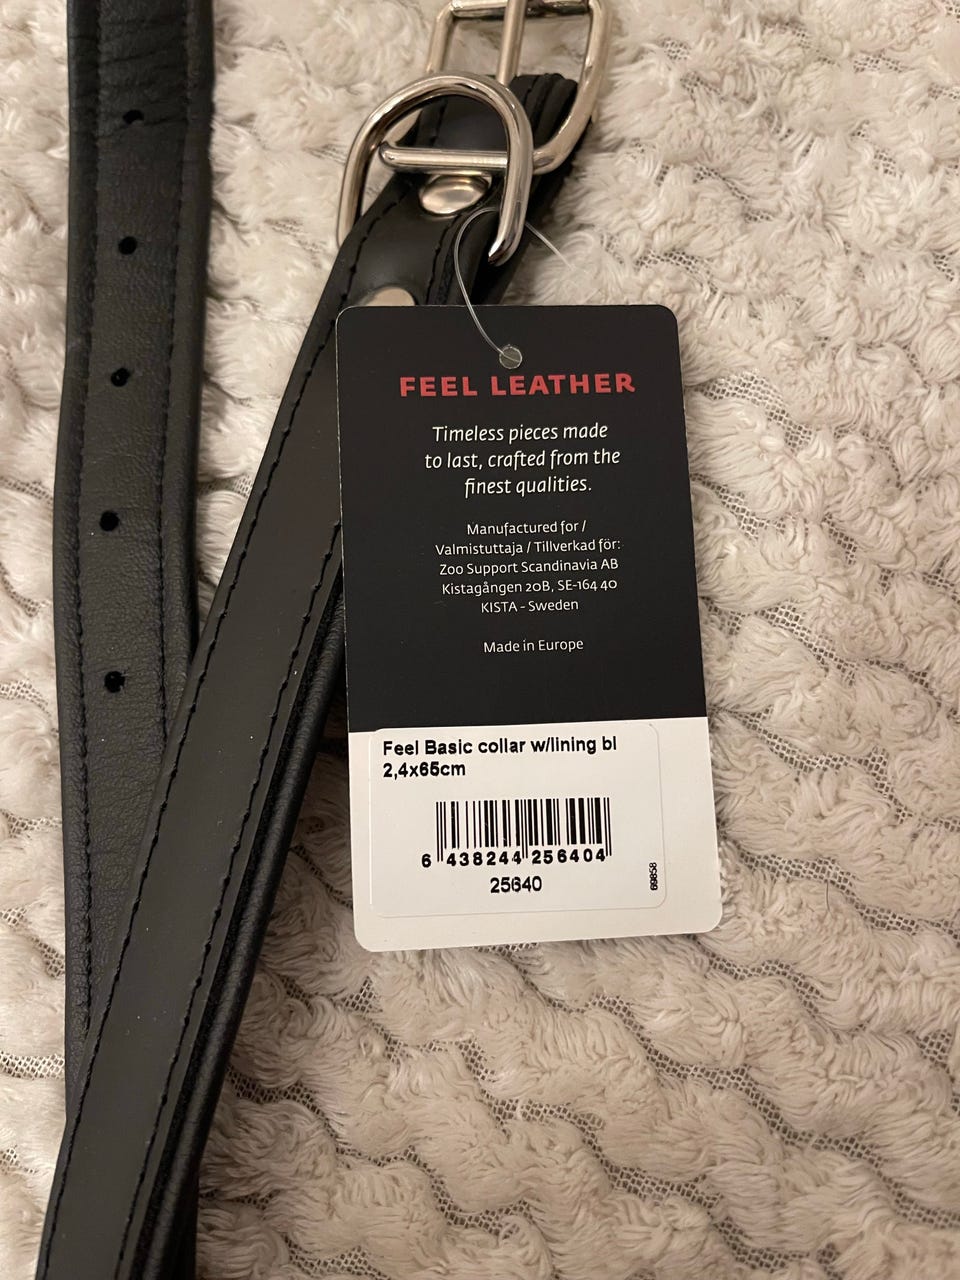 FEEL LEATHER
Timeless pieces made
to last, crafted from the
finest qualities.
Manufactured for /
Valmistuttaja / Tillverkad för:
Zoo Support Scandinavia AB
Kistagången 20B, SE-164 40
KISTA - Sweden
Made in Europe
Feel Basic collar w/lining bl
2,4x65cm
6 438244 256404
25640
69858